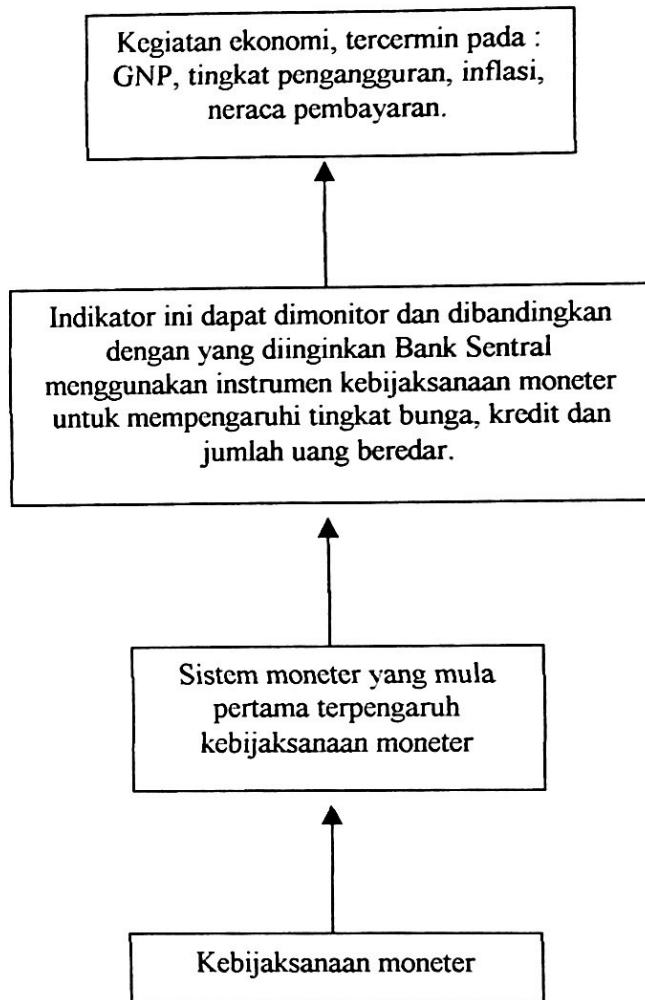 Kegiatan ekonomi, tercermin pada :
GNP, tingkat pengangguran, inflasi,
neraca pembayaran.
Indikator ini dapat dimonitor dan dibandingkan
dengan yang diinginkan Bank Sentral
menggunakan instrumen kebijaksanaan moneter
untuk mempengaruhi tingkat bunga, kredit dan
jumlah uang beredar.
Sistem moneter yang mula
pertama terpengaruh
kebijaksanaan moneter
Kebijaksanaan moneter